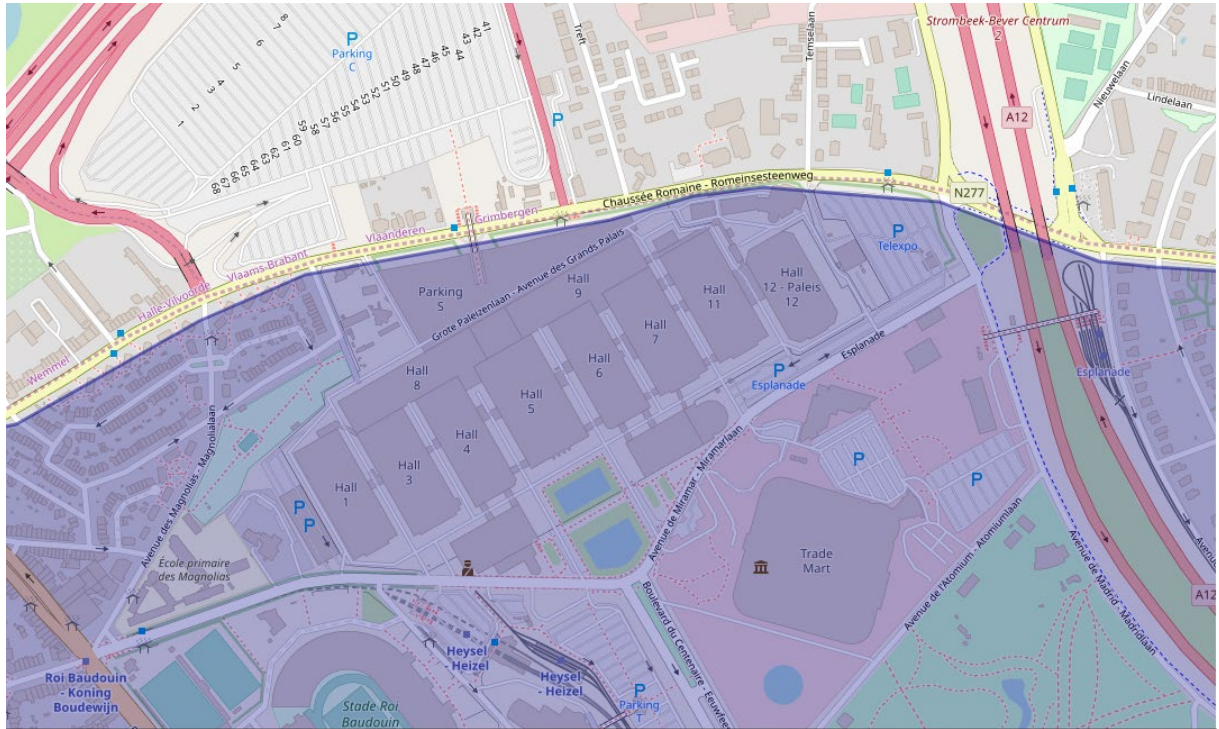 Strombeek-Bever Centrum
2
8
7
6
5
4
3
2
1
41
42
43
44
45
46
47
48
49
50
51
52
53
54
55
56
57
58
59
60
61
62
63
64
65
66
67
68
P
Parking
C
Treft
Temselaan
P
A12
Nieuwelaan
Lindelaan
N277
Chaussée Romaine - Romeinsesteenweg
Grimbergen
Vlaanderen
Vlaams-Brabant
Halle-Vilvoorde
Wemmel
P
Telexpo
Parking
S
Grote Paleizenlaan - Avenue des Grands Palais
Hall
9
Hall
11
Hall
12 - Paleis
12
Hall
7
Hall
6
Hall
8
Hall
5
Hall
4
Hall
3
Hall
1
Esplanade
P
Esplanade
Esplanade
Avenue des Magnolias - Magnolialaan
P
P
P
P
Avenue de Miramar - Miramarlaan
Trade
Mart
Avenue de l'Atomium - Atomiumlaan
Avenue de Madrid - Madridlaan
A12
Avenue
École primaire
des Magnolias
Boulevard du Centenaire - Eeuwfee
Heysel
- Heizel
Heysel
- Heizel
Roi Baudouin
- Koning
Boudewijn
Stade Roi
Baudouin
P
Parking
T